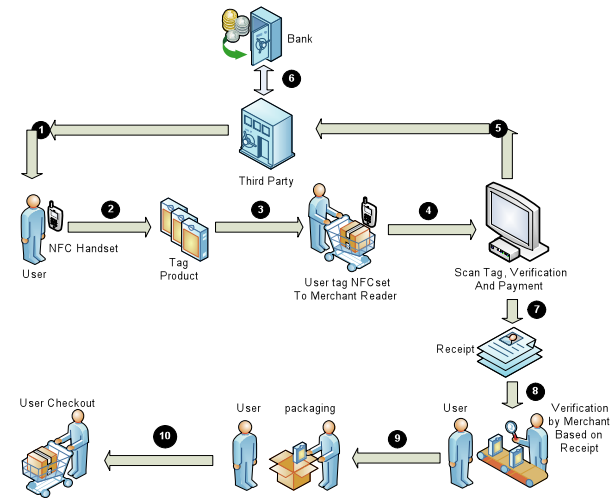 Bank
6
1
5
Third Party
2
3
4
NFC Handset
User
Tag
Product
User tag NFCset
To Merchant Reader
Scan Tag, Verification
And Payment
7
Receipt
8
User Checkout
User
packaging
User
Verification
by Merchant
Based on
Receipt
10
9